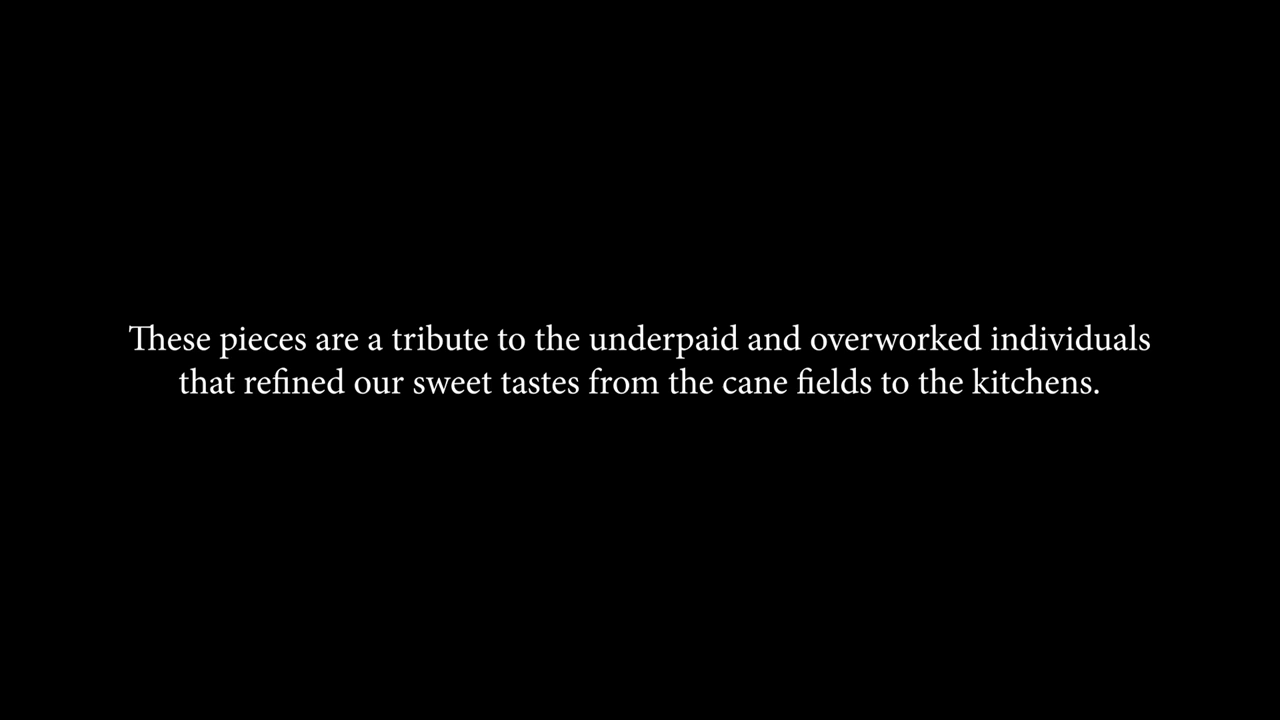 These pieces are a tribute to the underpaid and overworked individuals
that refined our sweet tastes from the cane fields to the kitchens.